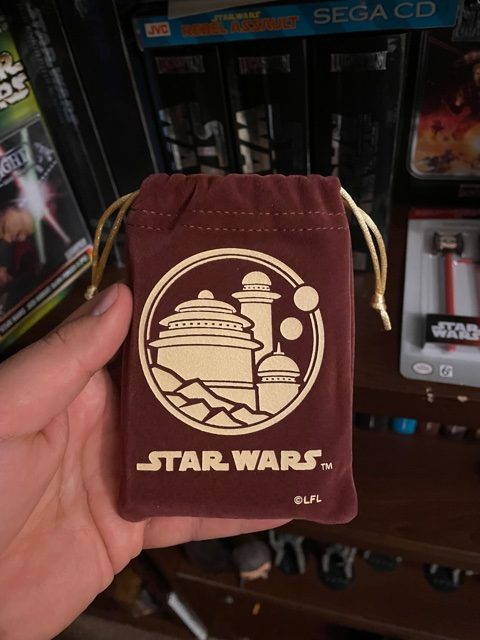 STAR WARS
REBEL ASSAULT
JVC
SEGA CD
STAR
WARS
STAR WARS™
©LFL
STAR
WARS